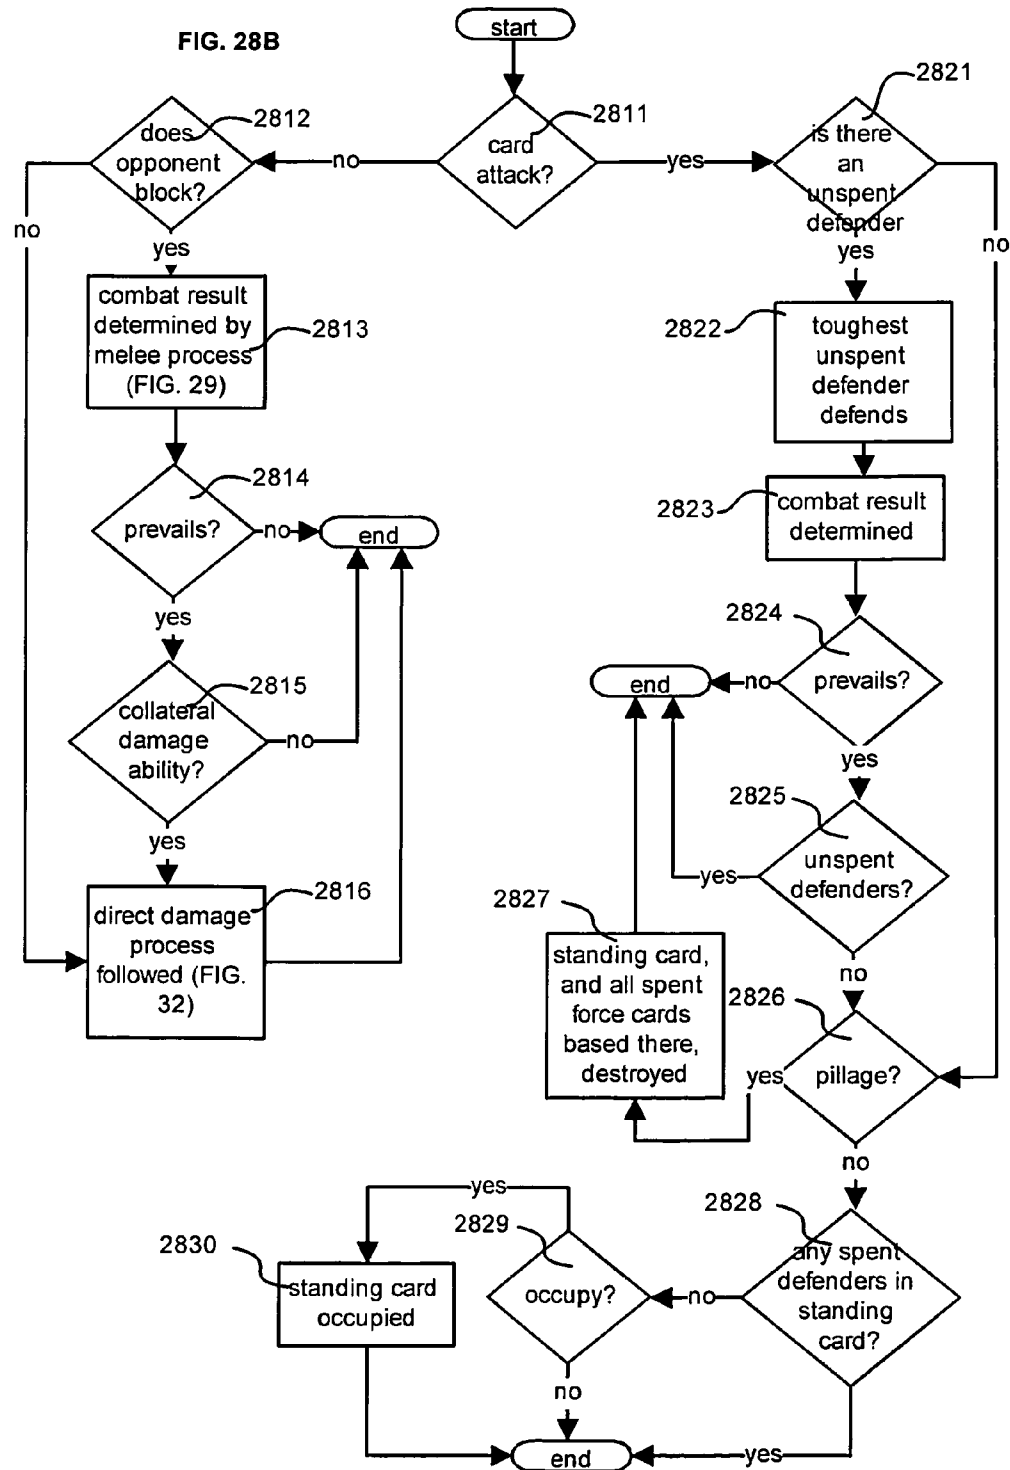 start
FIG. 28B
2821
2812
2811
does
opponent
block?
no
card
attack?
yes
is there
an
unspent
defender
no
no
yes
yes
combat result
determined by
melee process
(FIG. 29)
2813
2822
toughest
unspent
defender
defends
2814
prevails?
no
end
2823
combat result
determined
yes
2824
prevails?
no
end
2815
collateral
damage
ability?
no
yes
2825
unspent
defenders?
yes
yes
2816
direct damage
process
followed (FIG.
32)
2827
standing card,
and all spent
force cards
based there,
destroyed
no
2826
pillage?
yes
no
yes
2828
any spent
defenders in
standing
card?
2829
occupy?
no
2830
standing card
occupied
no
end
yes